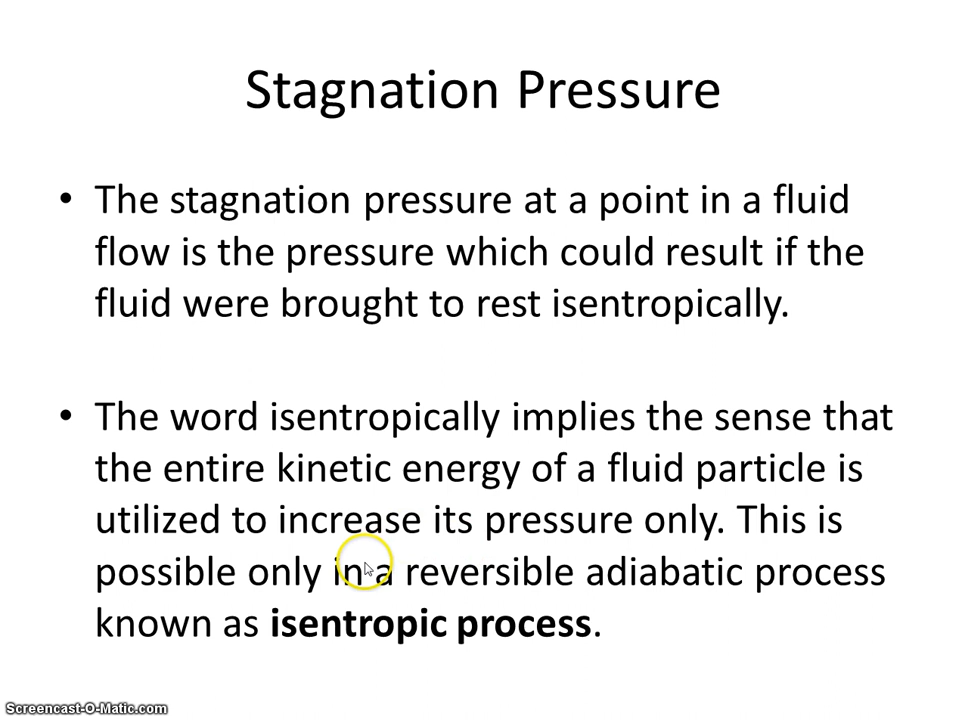 Stagnation Pressure
• The stagnation pressure at a point in a fluid
flow is the pressure which could result if the
fluid were brought to rest isentropically.
• The word isentropically implies the sense that
the entire kinetic energy of a fluid particle is
utilized to increase its pressure only. This is
possible only in a reversible adiabatic process
known as isentropic process.
Screencast-O-Matic.com